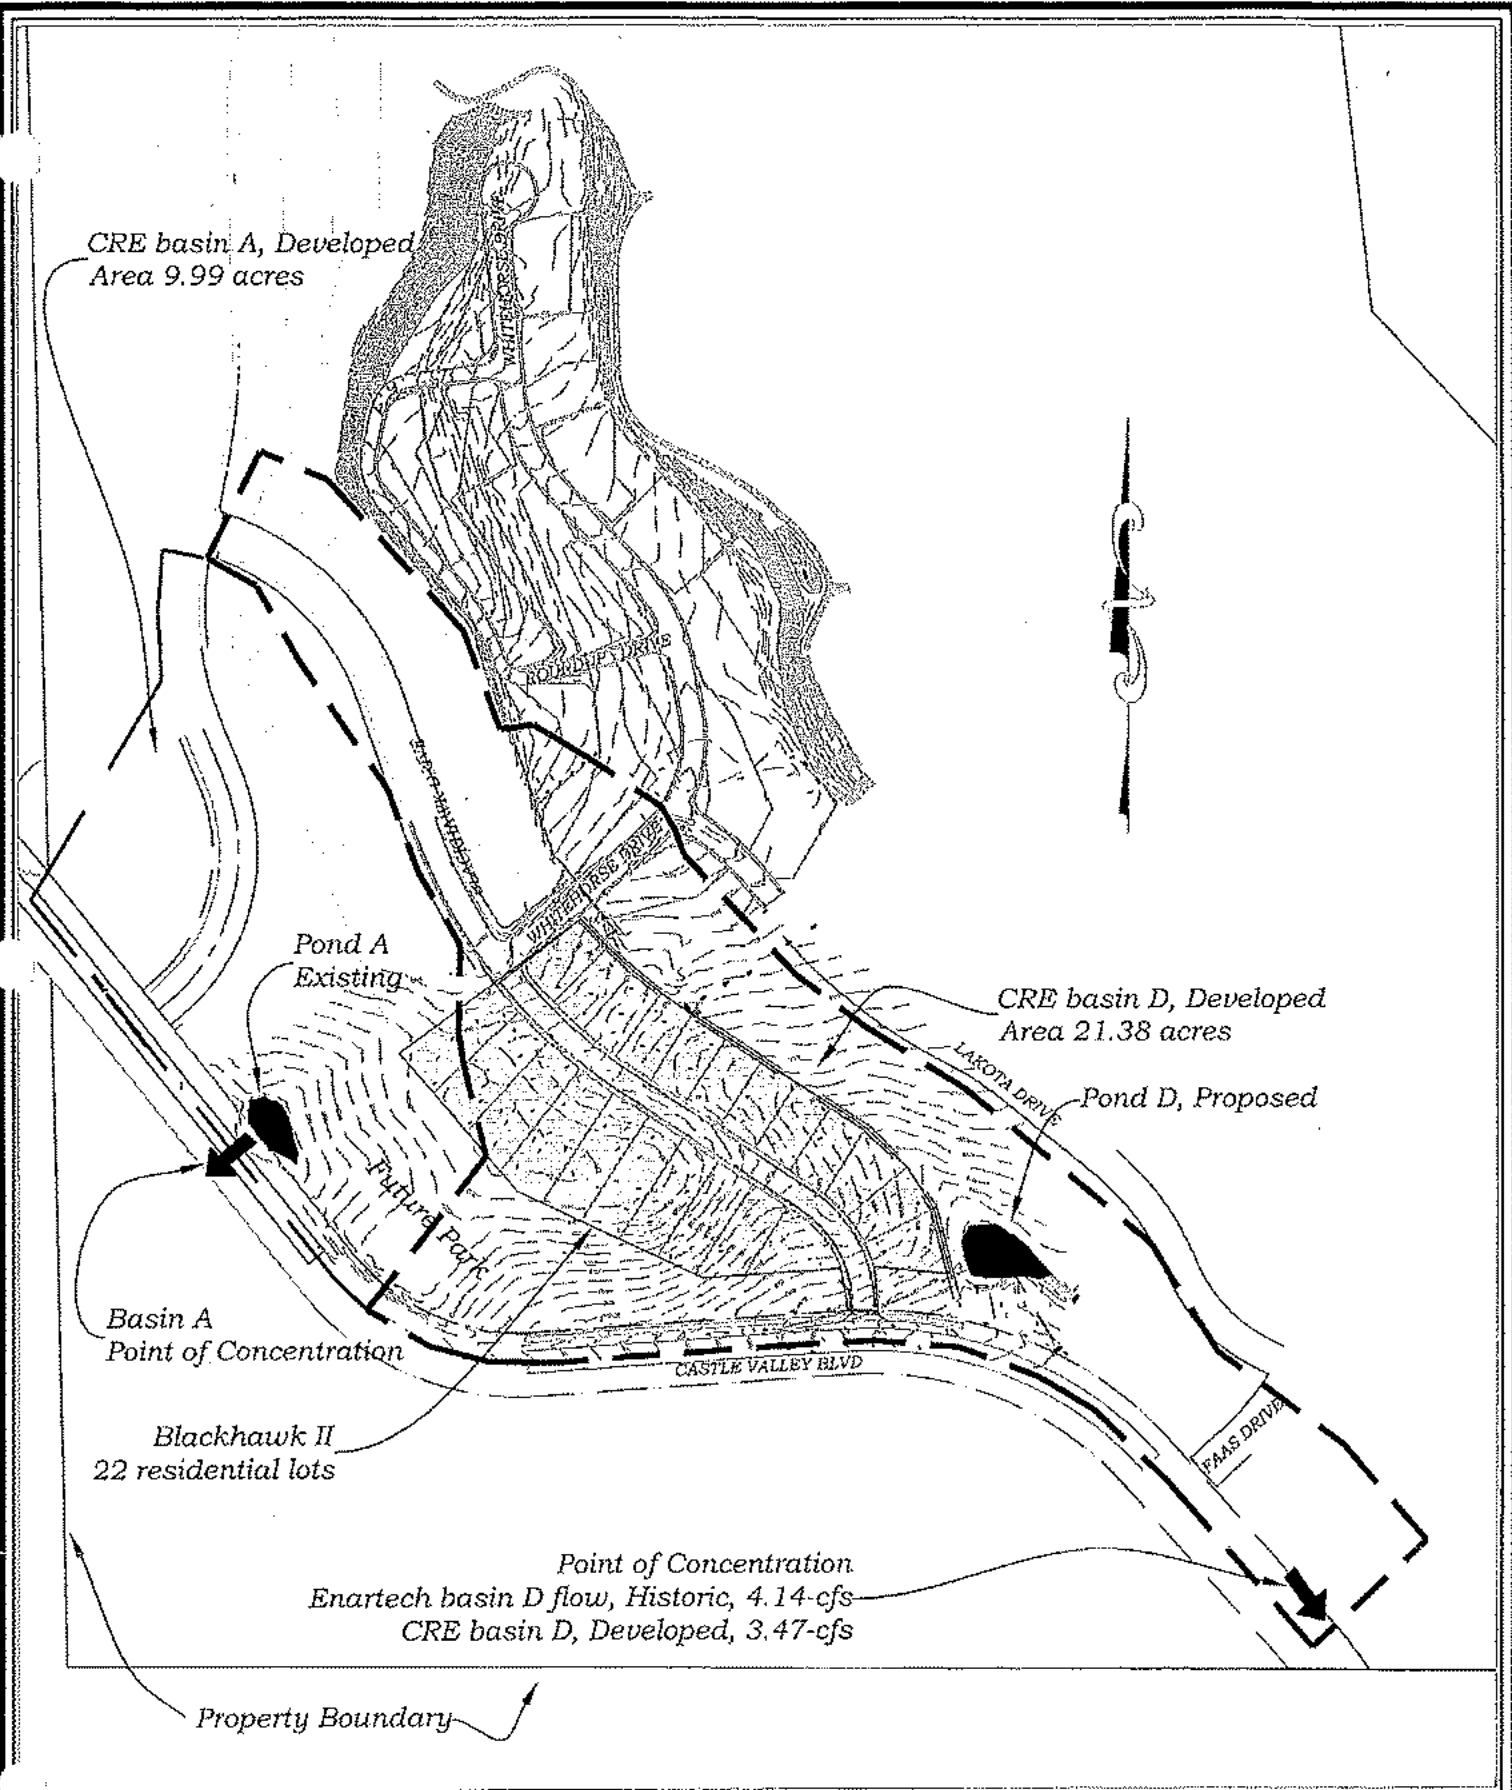 WHITEHORSE DRIVE
CRE basin A, Developed
Area 9.99 acres
ROUNDUP DRIVE
BLACKHAWK DRIVE
WHITEHORSE DRIVE
Pond A
Existing
CRE basin D, Developed
Area 21.38 acres
LAKOTA DRIVE
Pond D, Proposed
Future Park
Basin A
Point of Concentration
CASTLE VALLEY BLVD
Blackhawk II
22 residential lots
FAAS DRIVE
Point of Concentration
Enartech basin D flow, Historic, 4.14-cfs
CRE basin D, Developed, 3.47-cfs
Property Boundary